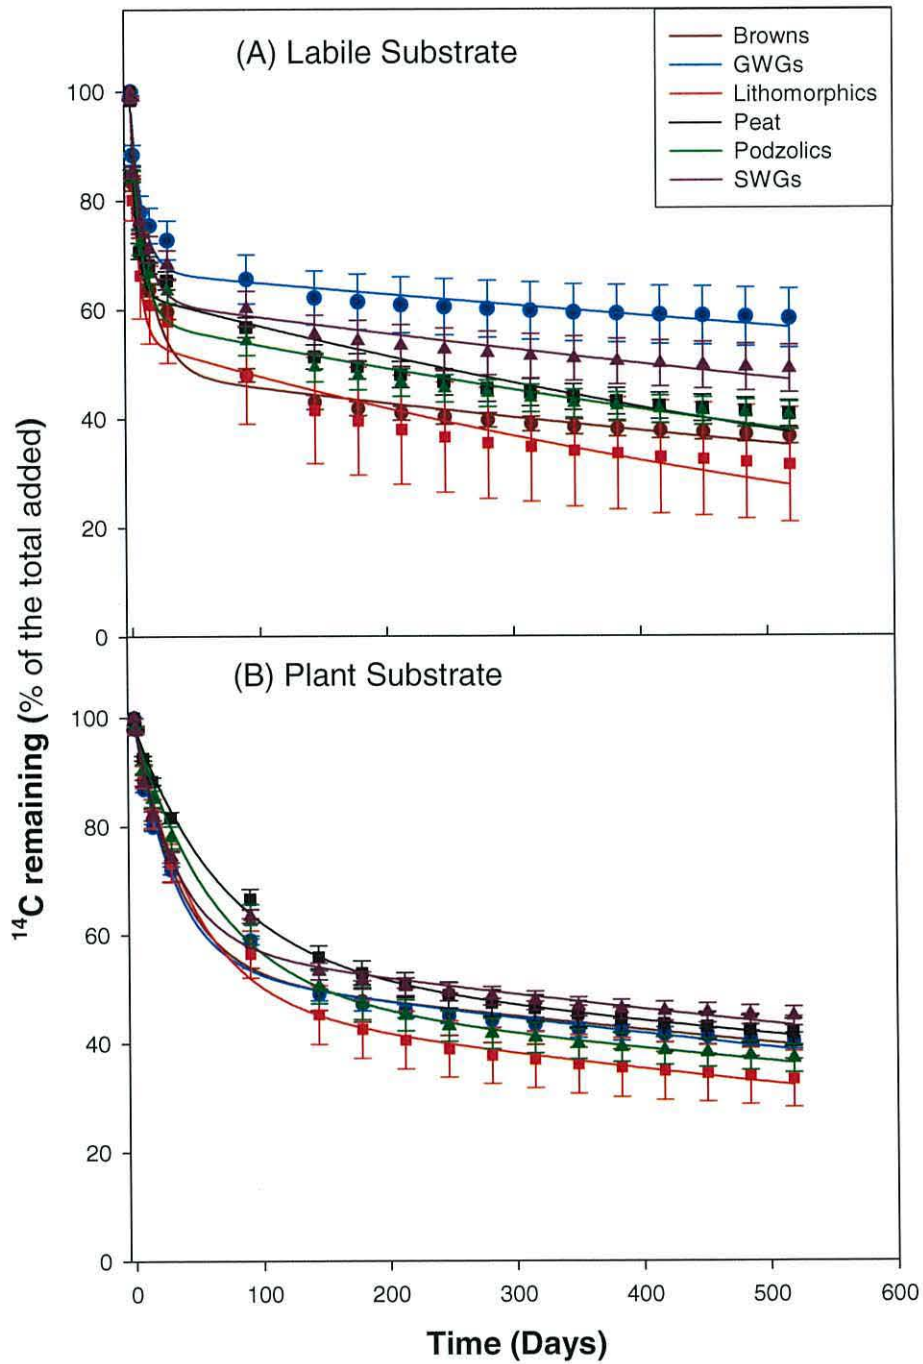 (A) Labile Substrate
Browns
GWGs
Lithomorphics
Peat
Podzolics
SWGs
100
80
60
40
20
0
(B) Plant Substrate
100
80
60
40
20
0
0 100 200 300 400 500 600
Time (Days)
¹⁴C remaining (% of the total added)